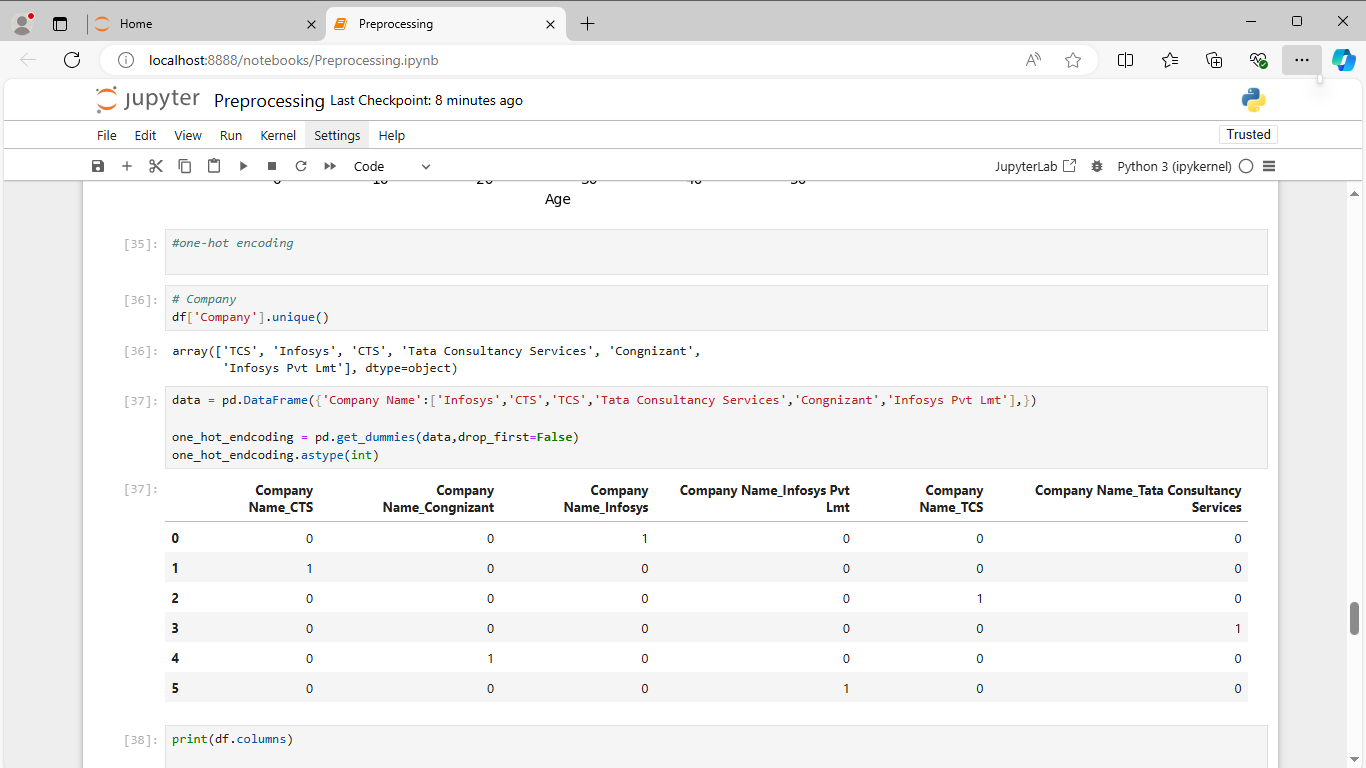 Home
Preprocessing
localhost:8888/notebooks/Preprocessing.ipynb
jupyter Preprocessing Last Checkpoint: 8 minutes ago
File Edit View Run Kernel Settings Help
Trusted
Code
JupyterLab
Python 3 (ipykernel)
Age
[35]: #one-hot encoding
[36]: # Company
df['Company'].unique()
[36]: array(['TCS', 'Infosys', 'CTS', 'Tata Consultancy Services', 'Congnizant',
'Infosys Pvt Lmt'], dtype=object)
[37]: data = pd.DataFrame({'Company Name':['Infosys','CTS','TCS','Tata Consultancy Services','Congnizant','Infosys Pvt Lmt'],})
one_hot_endcoding = pd.get_dummies(data,drop_first=False)
one_hot_endcoding.astype(int)
[37]: Company Company Company Company Name_Infosys Pvt Company Company Name_Tata Consultancy
Name_CTS Name_Congnizant Name_Infosys Lmt Name_TCS Services
0 0 0 1 0 0 0
1 1 0 0 0 0 0
2 0 0 0 0 1 0
3 0 0 0 0 0 1
4 0 1 0 0 0 0
5 0 0 0 1 0 0
[38]: print(df.columns)